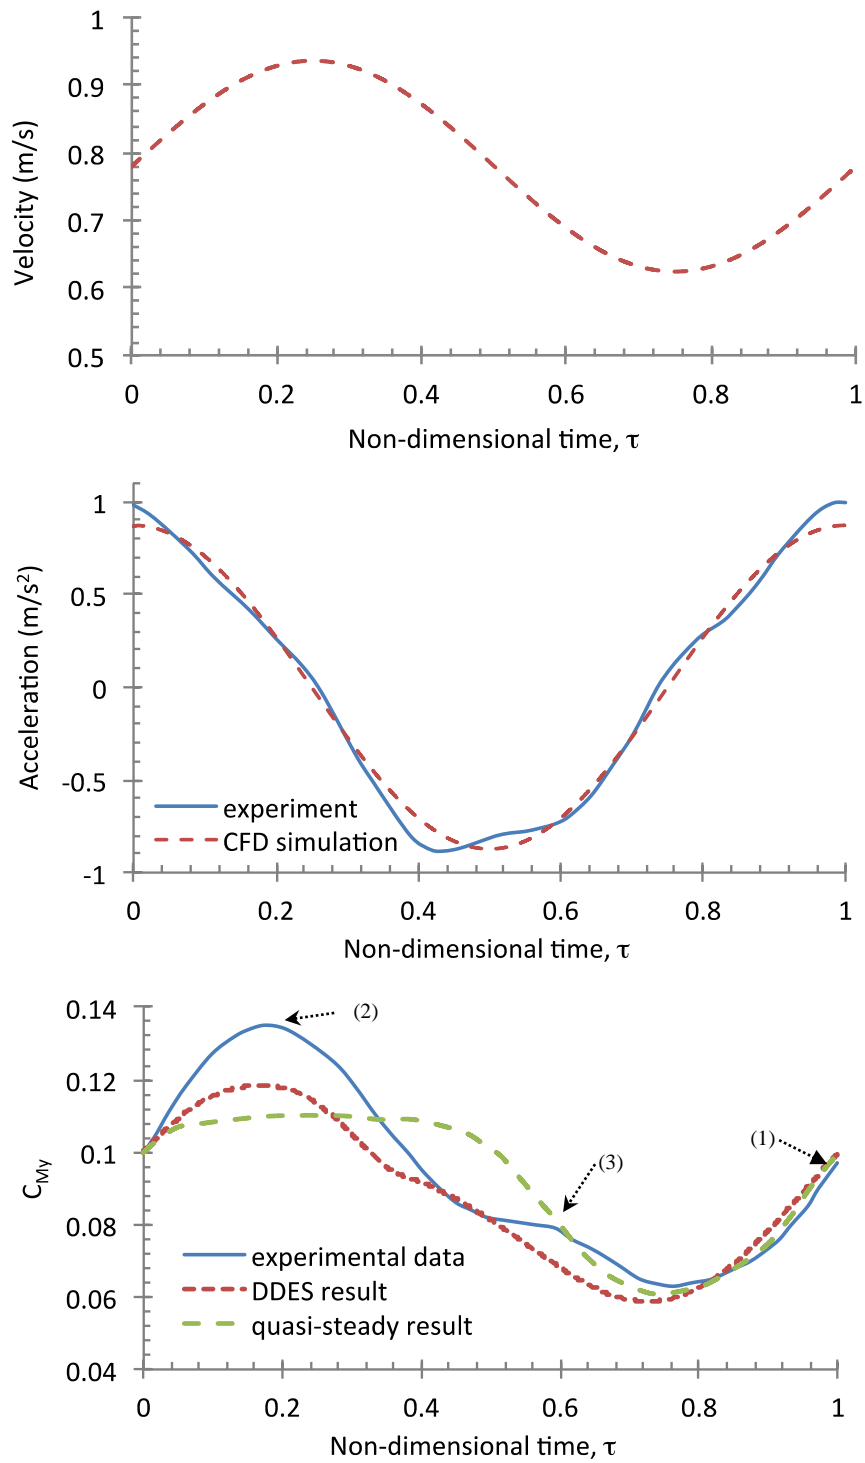 1
0.9
0.8
0.7
0.6
0.5
Velocity (m/s)
0 0.2 0.4 0.6 0.8 1
Non-dimensional time, τ
1
0.5
0
-0.5
-1
Acceleration (m/s²)
experiment
CFD simulation
0 0.2 0.4 0.6 0.8 1
Non-dimensional time, τ
0.14
0.12
0.1
0.08
0.06
0.04
C_My
(2)
(1)
(3)
experimental data
DDES result
quasi-steady result
0 0.2 0.4 0.6 0.8 1
Non-dimensional time, τ